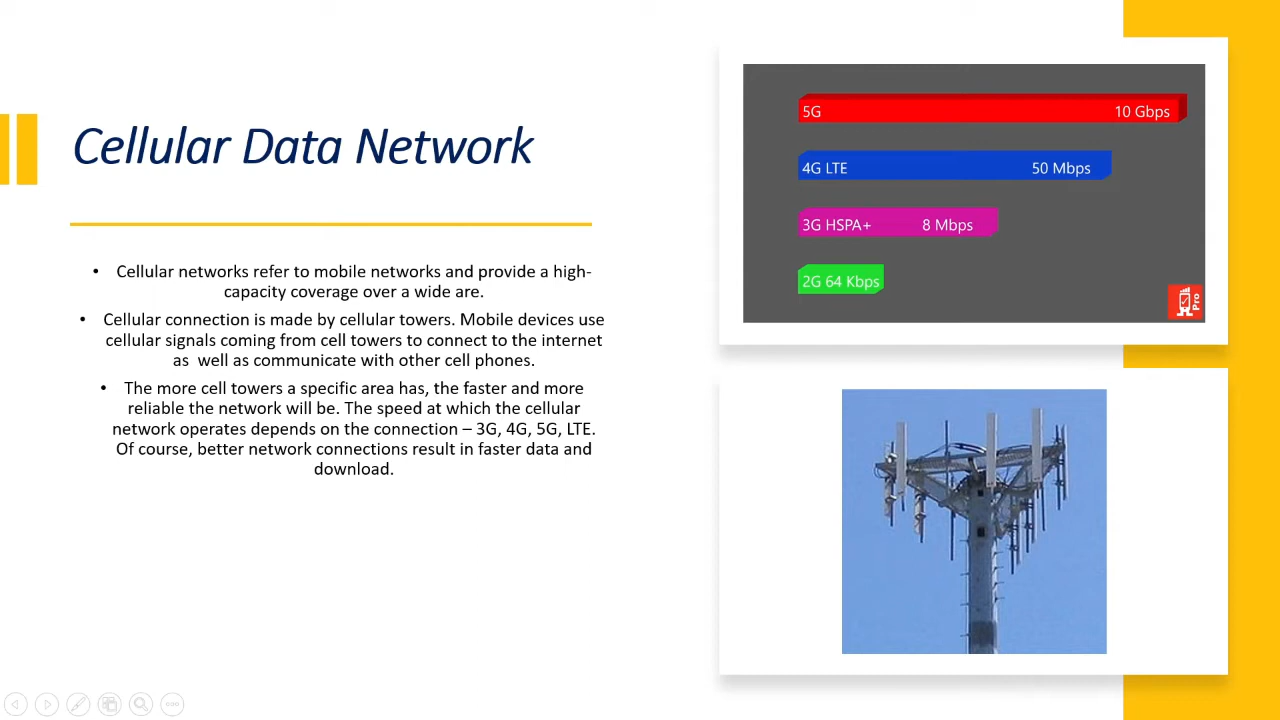 Cellular Data Network
• Cellular networks refer to mobile networks and provide a high-
capacity coverage over a wide are.
• Cellular connection is made by cellular towers. Mobile devices use
cellular signals coming from cell towers to connect to the internet
as  well as communicate with other cell phones.
• The more cell towers a specific area has, the faster and more
reliable the network will be. The speed at which the cellular
network operates depends on the connection – 3G, 4G, 5G, LTE.
Of course, better network connections result in faster data and
download.
5G 10 Gbps
4G LTE 50 Mbps
3G HSPA+ 8 Mbps
2G 64 Kbps
Pro